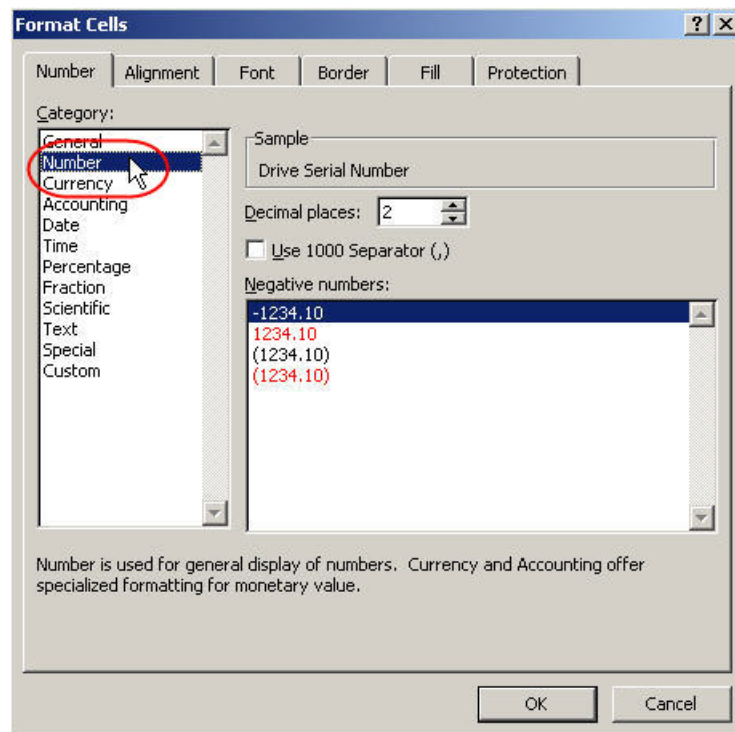 Format Cells
Number Alignment Font Border Fill Protection
Category:
General
Number
Currency
Accounting
Date
Time
Percentage
Fraction
Scientific
Text
Special
Custom
Sample
Drive Serial Number
Decimal places: 2
Use 1000 Separator (,)
Negative numbers:
-1234.10
1234.10
(1234.10)
(1234.10)
Number is used for general display of numbers. Currency and Accounting offer
specialized formatting for monetary value.
OK Cancel